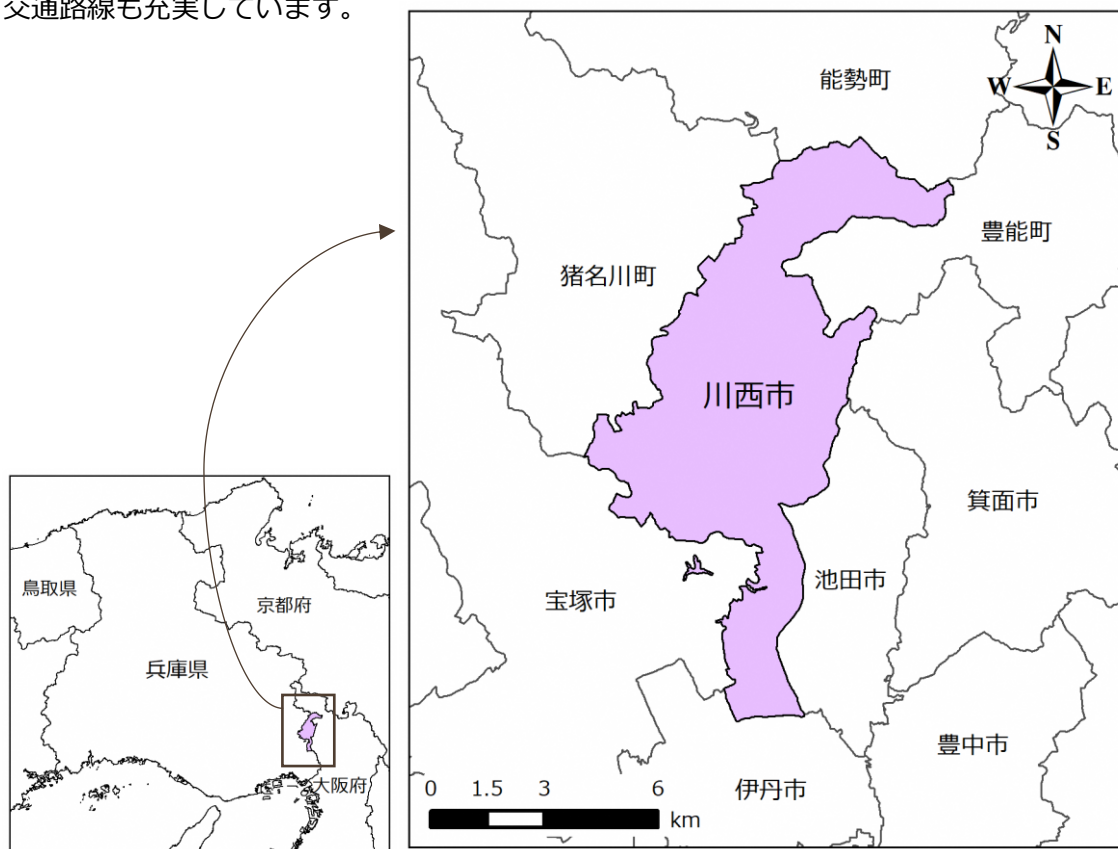 交通路線も充実しています。
N
W
E
S
能勢町
豊能町
猪名川町
川西市
箕面市
池田市
宝塚市
豊中市
伊丹市
0 1.5 3 6
km
鳥取県
京都府
兵庫県
大阪府